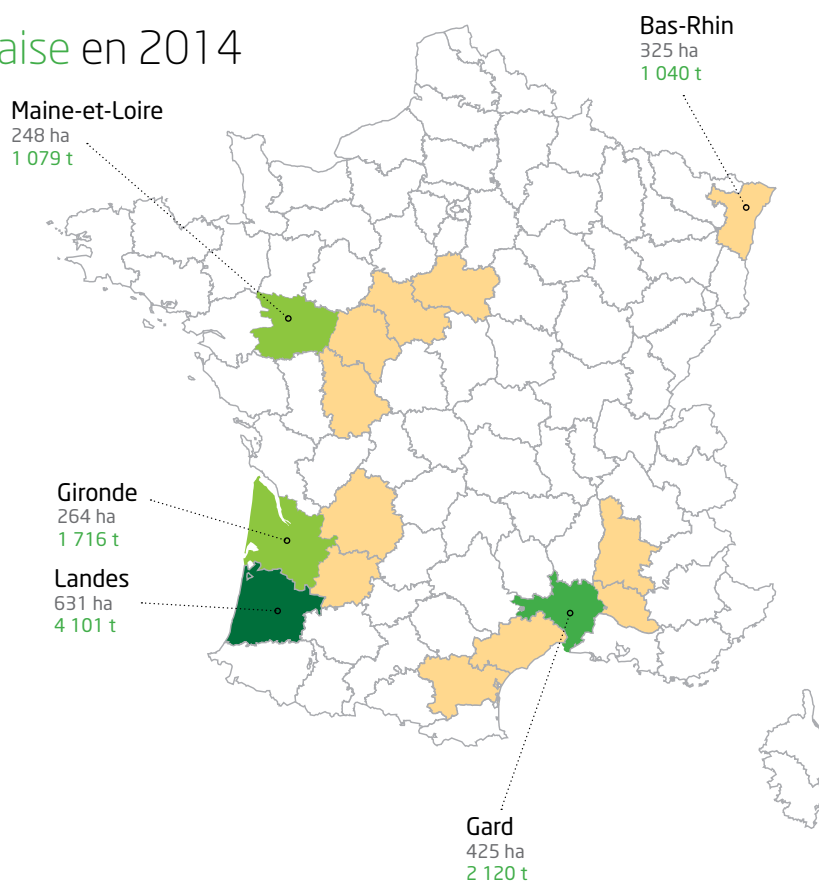 aise en 2014
Bas-Rhin
325 ha
1 040 t
Maine-et-Loire
248 ha
1 079 t
Gironde
264 ha
1 716 t
Landes
631 ha
4 101 t
Gard
425 ha
2 120 t